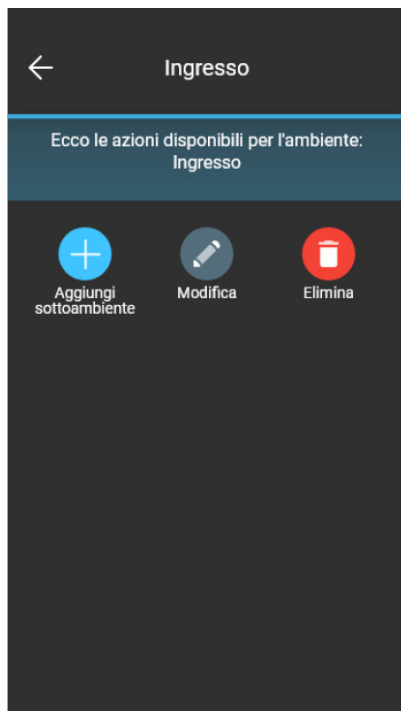 Ingresso
Ecco le azioni disponibili per l'ambiente:
Ingresso
Aggiungi
sottoambiente
Modifica
Elimina